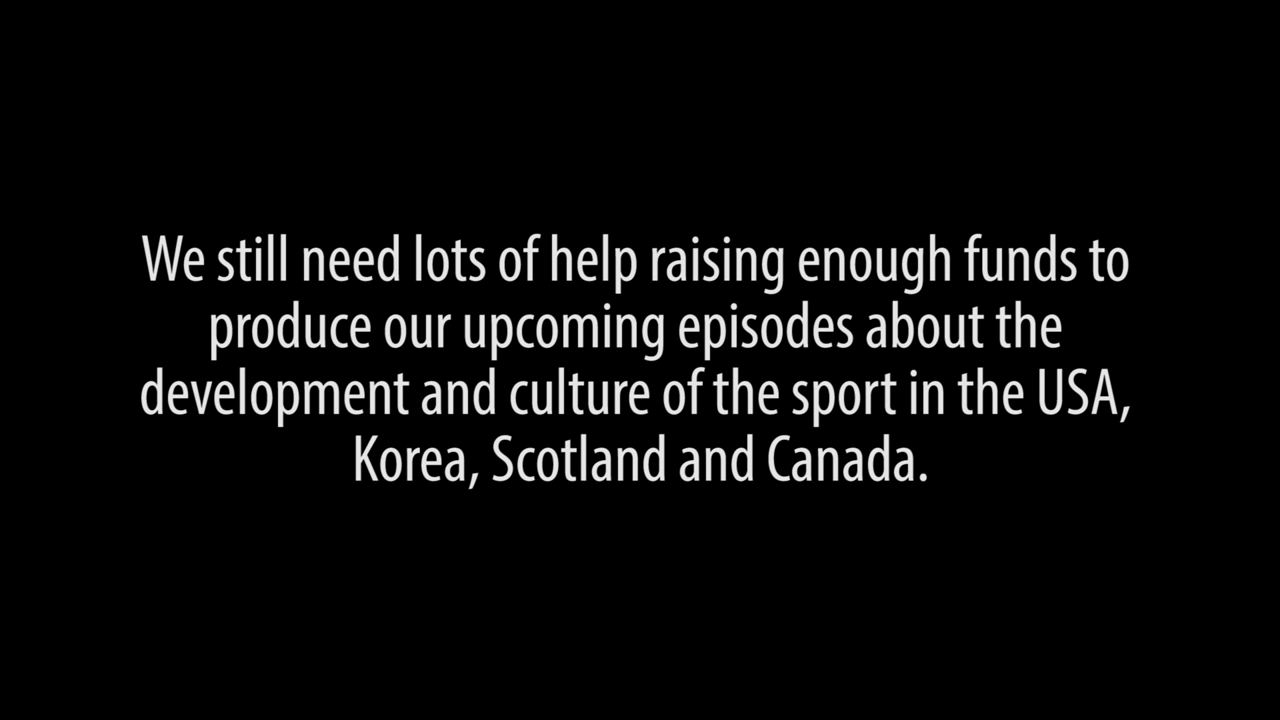 We still need lots of help raising enough funds to
produce our upcoming episodes about the
development and culture of the sport in the USA,
Korea, Scotland and Canada.